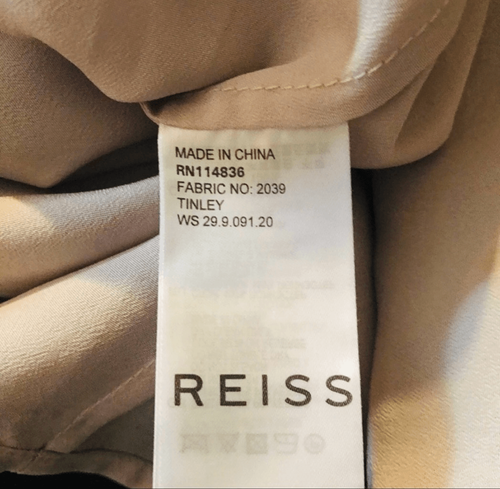 MADE IN CHINA
RN114836
FABRIC NO: 2039
TINLEY
WS 29.9.091.20
REISS